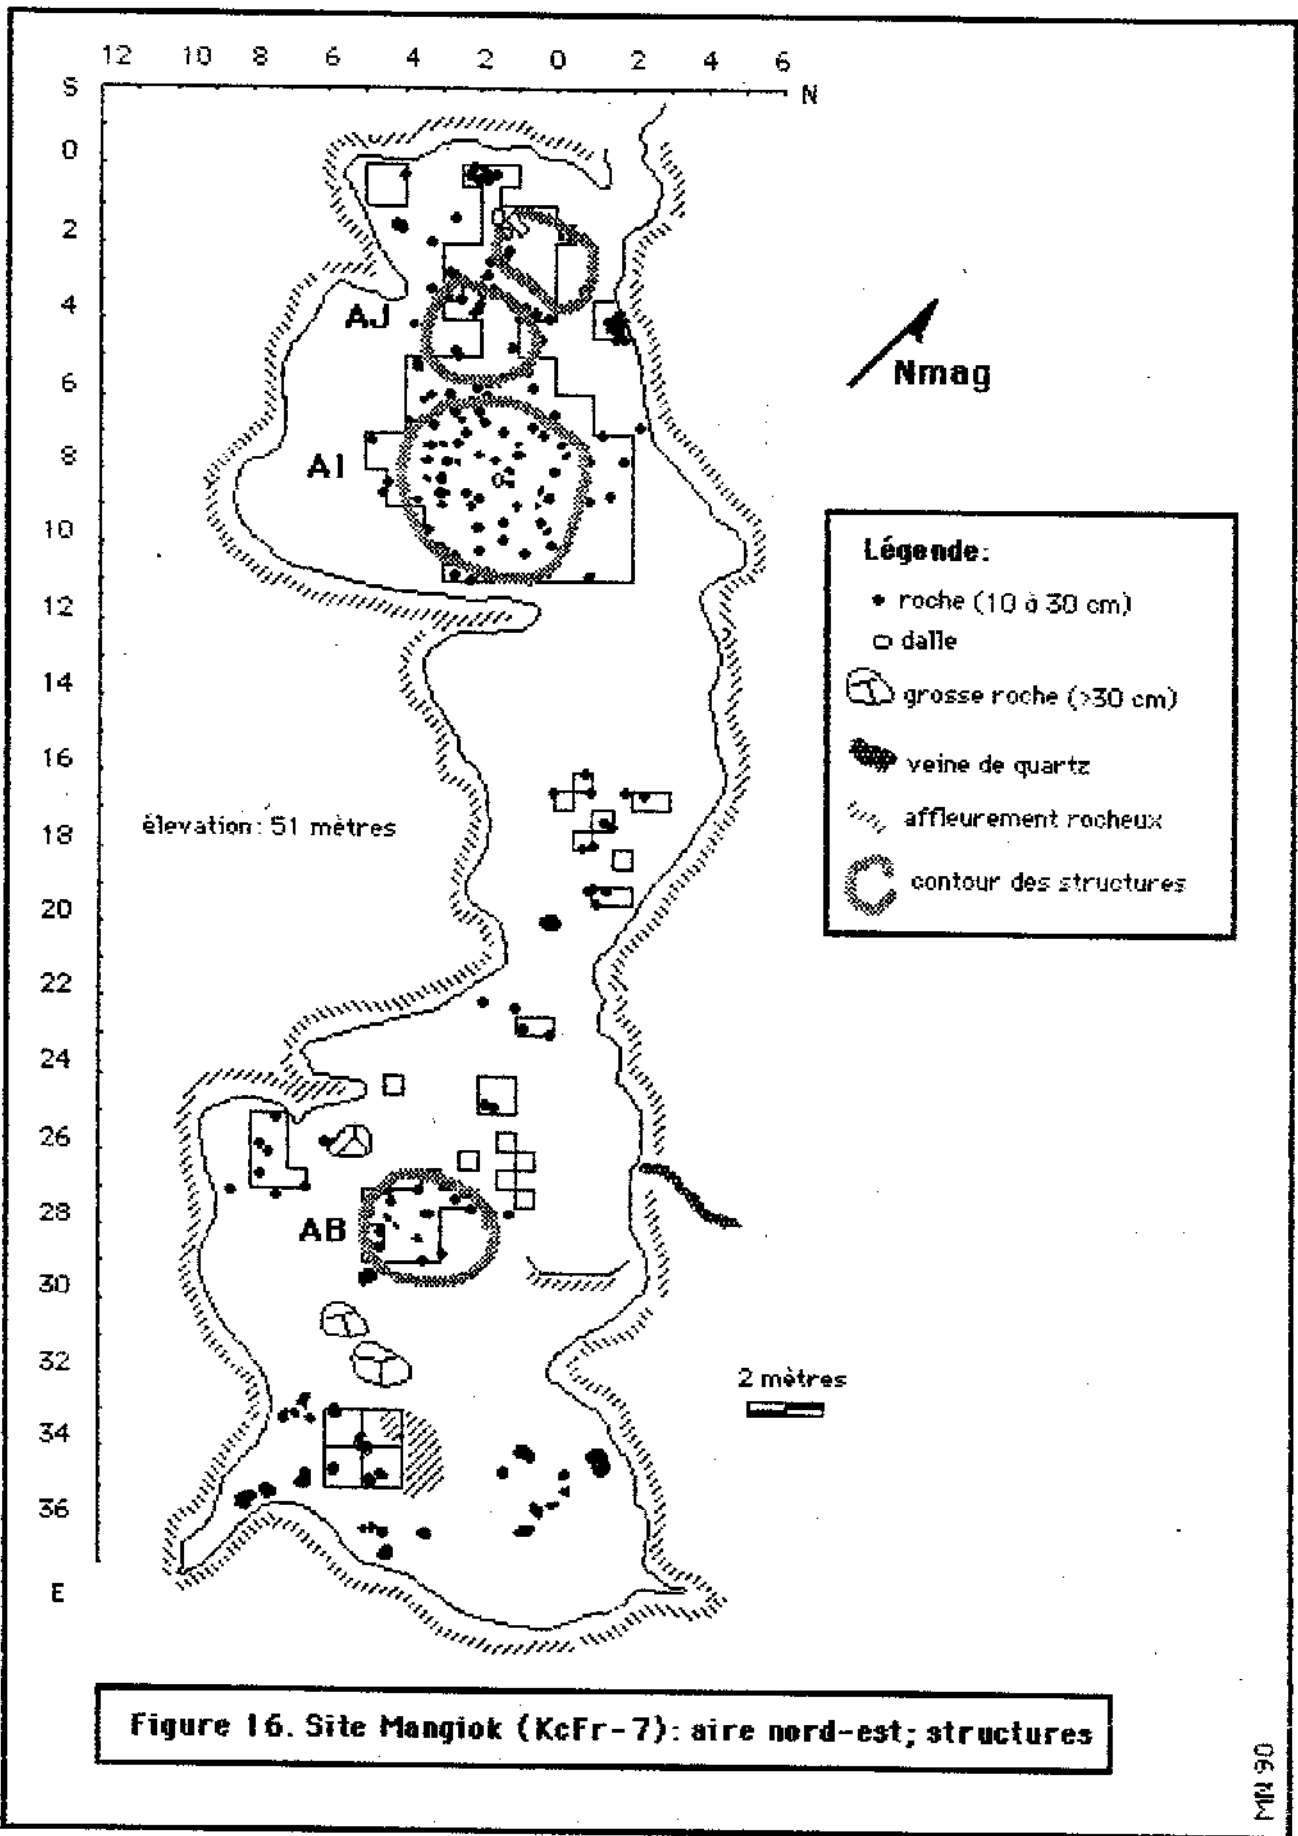 12 10 8 6 4 2 0 2 4 6
S
N
0
2
4
AJ
Nmag
6
8
AI
10
Légende:
12
roche (10 à 30 cm)
dalle
14
grosse roche (>30 cm)
16
veine de quartz
élevation: 51 mètres
18
affleurement rocheux
contour des structures
20
22
24
26
28
AB
30
32
2 mètres
34
36
E
Figure 16. Site Mangiok (KcFr-7): aire nord-est; structures
MN 90